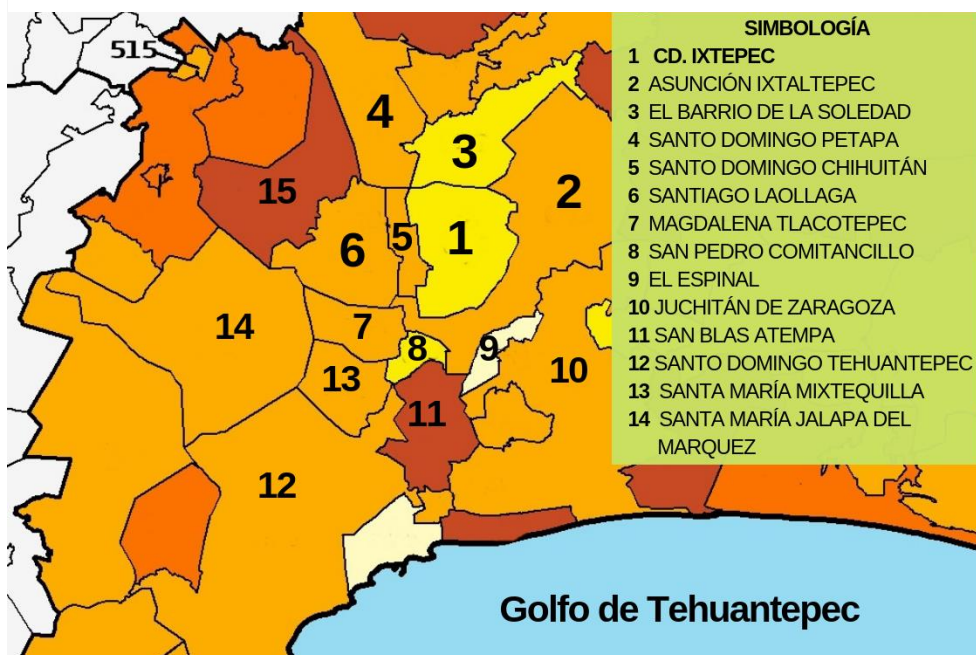 SIMBOLOGÍA
1 CD. IXTEPEC
2 ASUNCIÓN IXTALTEPEC
3 EL BARRIO DE LA SOLEDAD
4 SANTO DOMINGO PETAPA
5 SANTO DOMINGO CHIHUITÁN
6 SANTIAGO LAOLLAGA
7 MAGDALENA TLACOTEPEC
8 SAN PEDRO COMITANCILLO
9 EL ESPINAL
10 JUCHITÁN DE ZARAGOZA
11 SAN BLAS ATEMPA
12 SANTO DOMINGO TEHUANTEPEC
13 SANTA MARÍA MIXTEQUILLA
14 SANTA MARÍA JALAPA DEL
MARQUEZ
515
4
3
15
2
6
5
1
14
7
8
9
13
10
11
12
Golfo de Tehuantepec